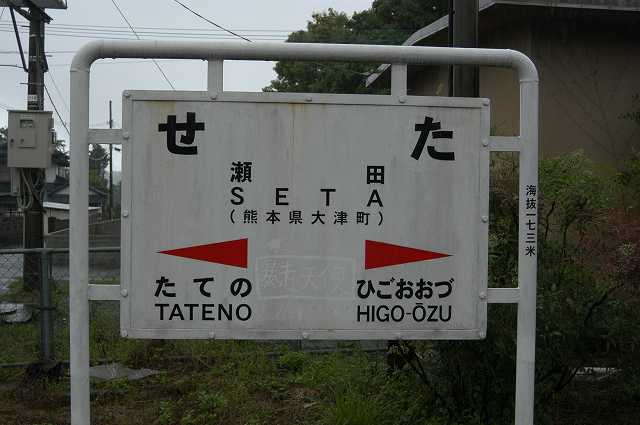 せた
瀬田
SETA
(熊本県大津町)
たての
ひごおおづ
TATENO
HIGO-ŌZU
海抜一七三米